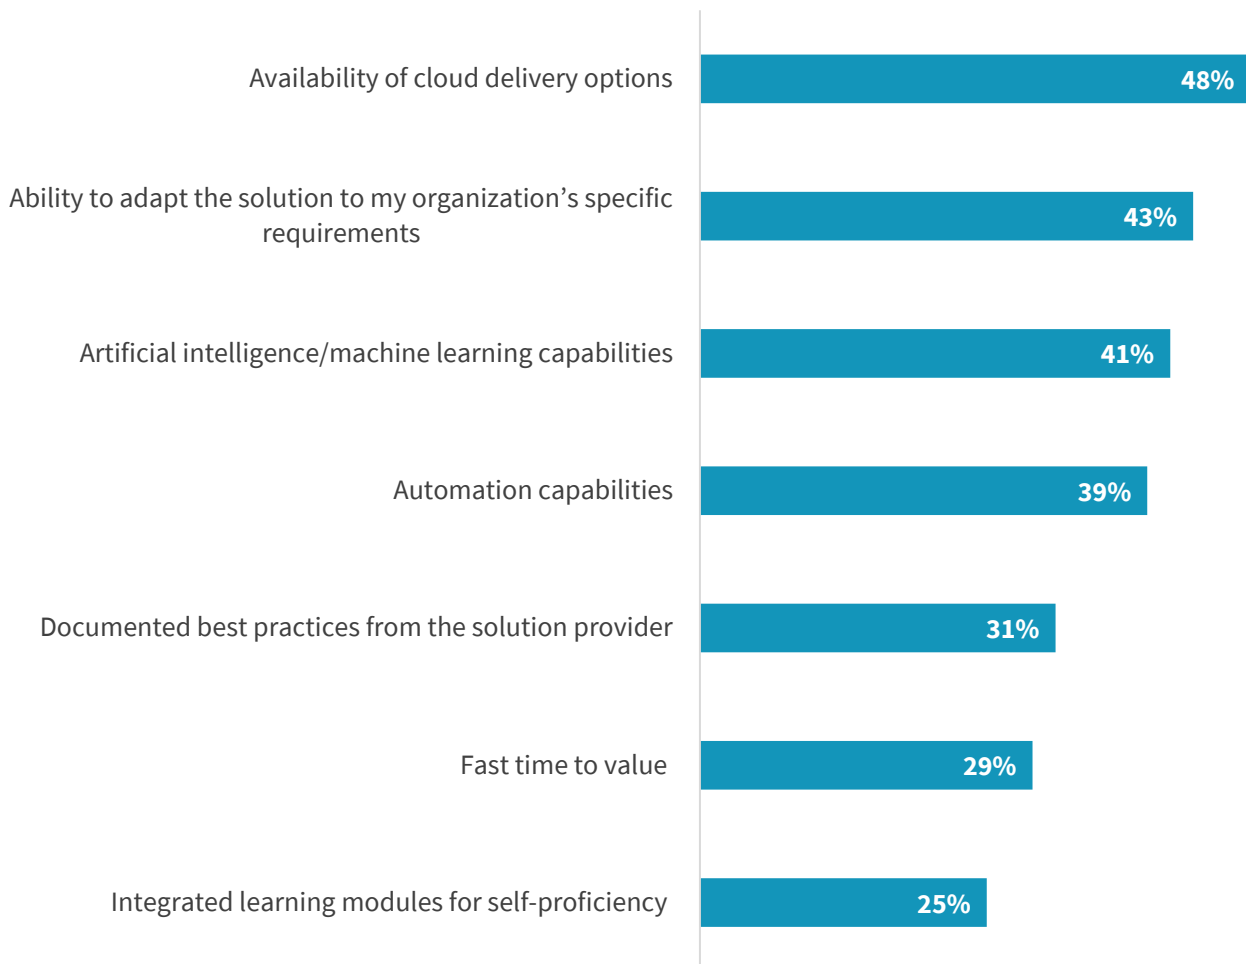 Availability of cloud delivery options
48%
Ability to adapt the solution to my organization’s specific
requirements
43%
Artificial intelligence/machine learning capabilities
41%
Automation capabilities
39%
Documented best practices from the solution provider
31%
Fast time to value
29%
Integrated learning modules for self-proficiency
25%